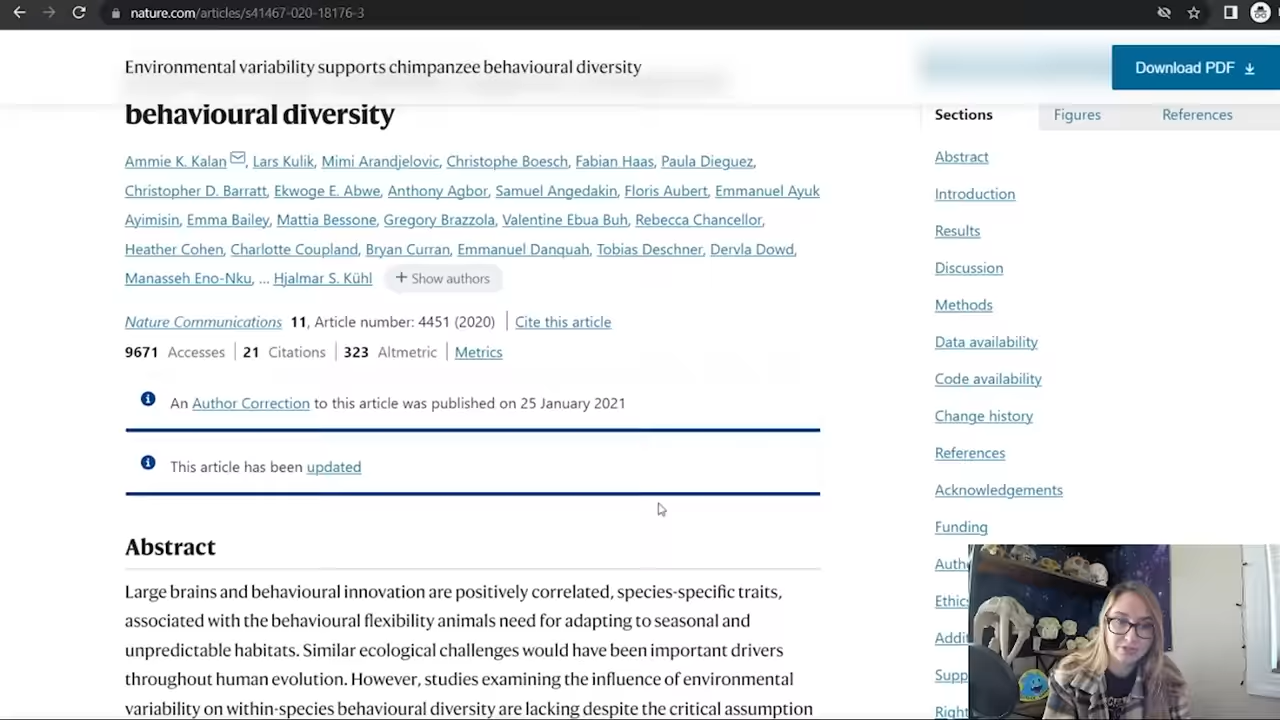 nature.com/articles/s41467-020-18176-3
Environmental variability supports chimpanzee behavioural diversity
Download PDF
behavioural diversity
Ammie K. Kalan, Lars Kulik, Mimi Arandjelovic, Christophe Boesch, Fabian Haas, Paula Dieguez,
Christopher D. Barratt, Ekwoge E. Abwe, Anthony Agbor, Samuel Angedakin, Floris Aubert, Emmanuel Ayuk
Ayimisin, Emma Bailey, Mattia Bessone, Gregory Brazzola, Valentine Ebua Buh, Rebecca Chancellor,
Heather Cohen, Charlotte Coupland, Bryan Curran, Emmanuel Danquah, Tobias Deschner, Dervla Dowd,
Manasseh Eno-Nku, ... Hjalmar S. Kühl + Show authors
Nature Communications 11, Article number: 4451 (2020) Cite this article
9671 Accesses 21 Citations 323 Altmetric Metrics
An Author Correction to this article was published on 25 January 2021
This article has been updated
Abstract
Large brains and behavioural innovation are positively correlated, species-specific traits,
associated with the behavioural flexibility animals need for adapting to seasonal and
unpredictable habitats. Similar ecological challenges would have been important drivers
throughout human evolution. However, studies examining the influence of environmental
variability on within-species behavioural diversity are lacking despite the critical assumption
Sections Figures References
Abstract
Introduction
Results
Discussion
Methods
Data availability
Code availability
Change history
References
Acknowledgements
Funding
Auth
Ethic
Addi
Supp
Right